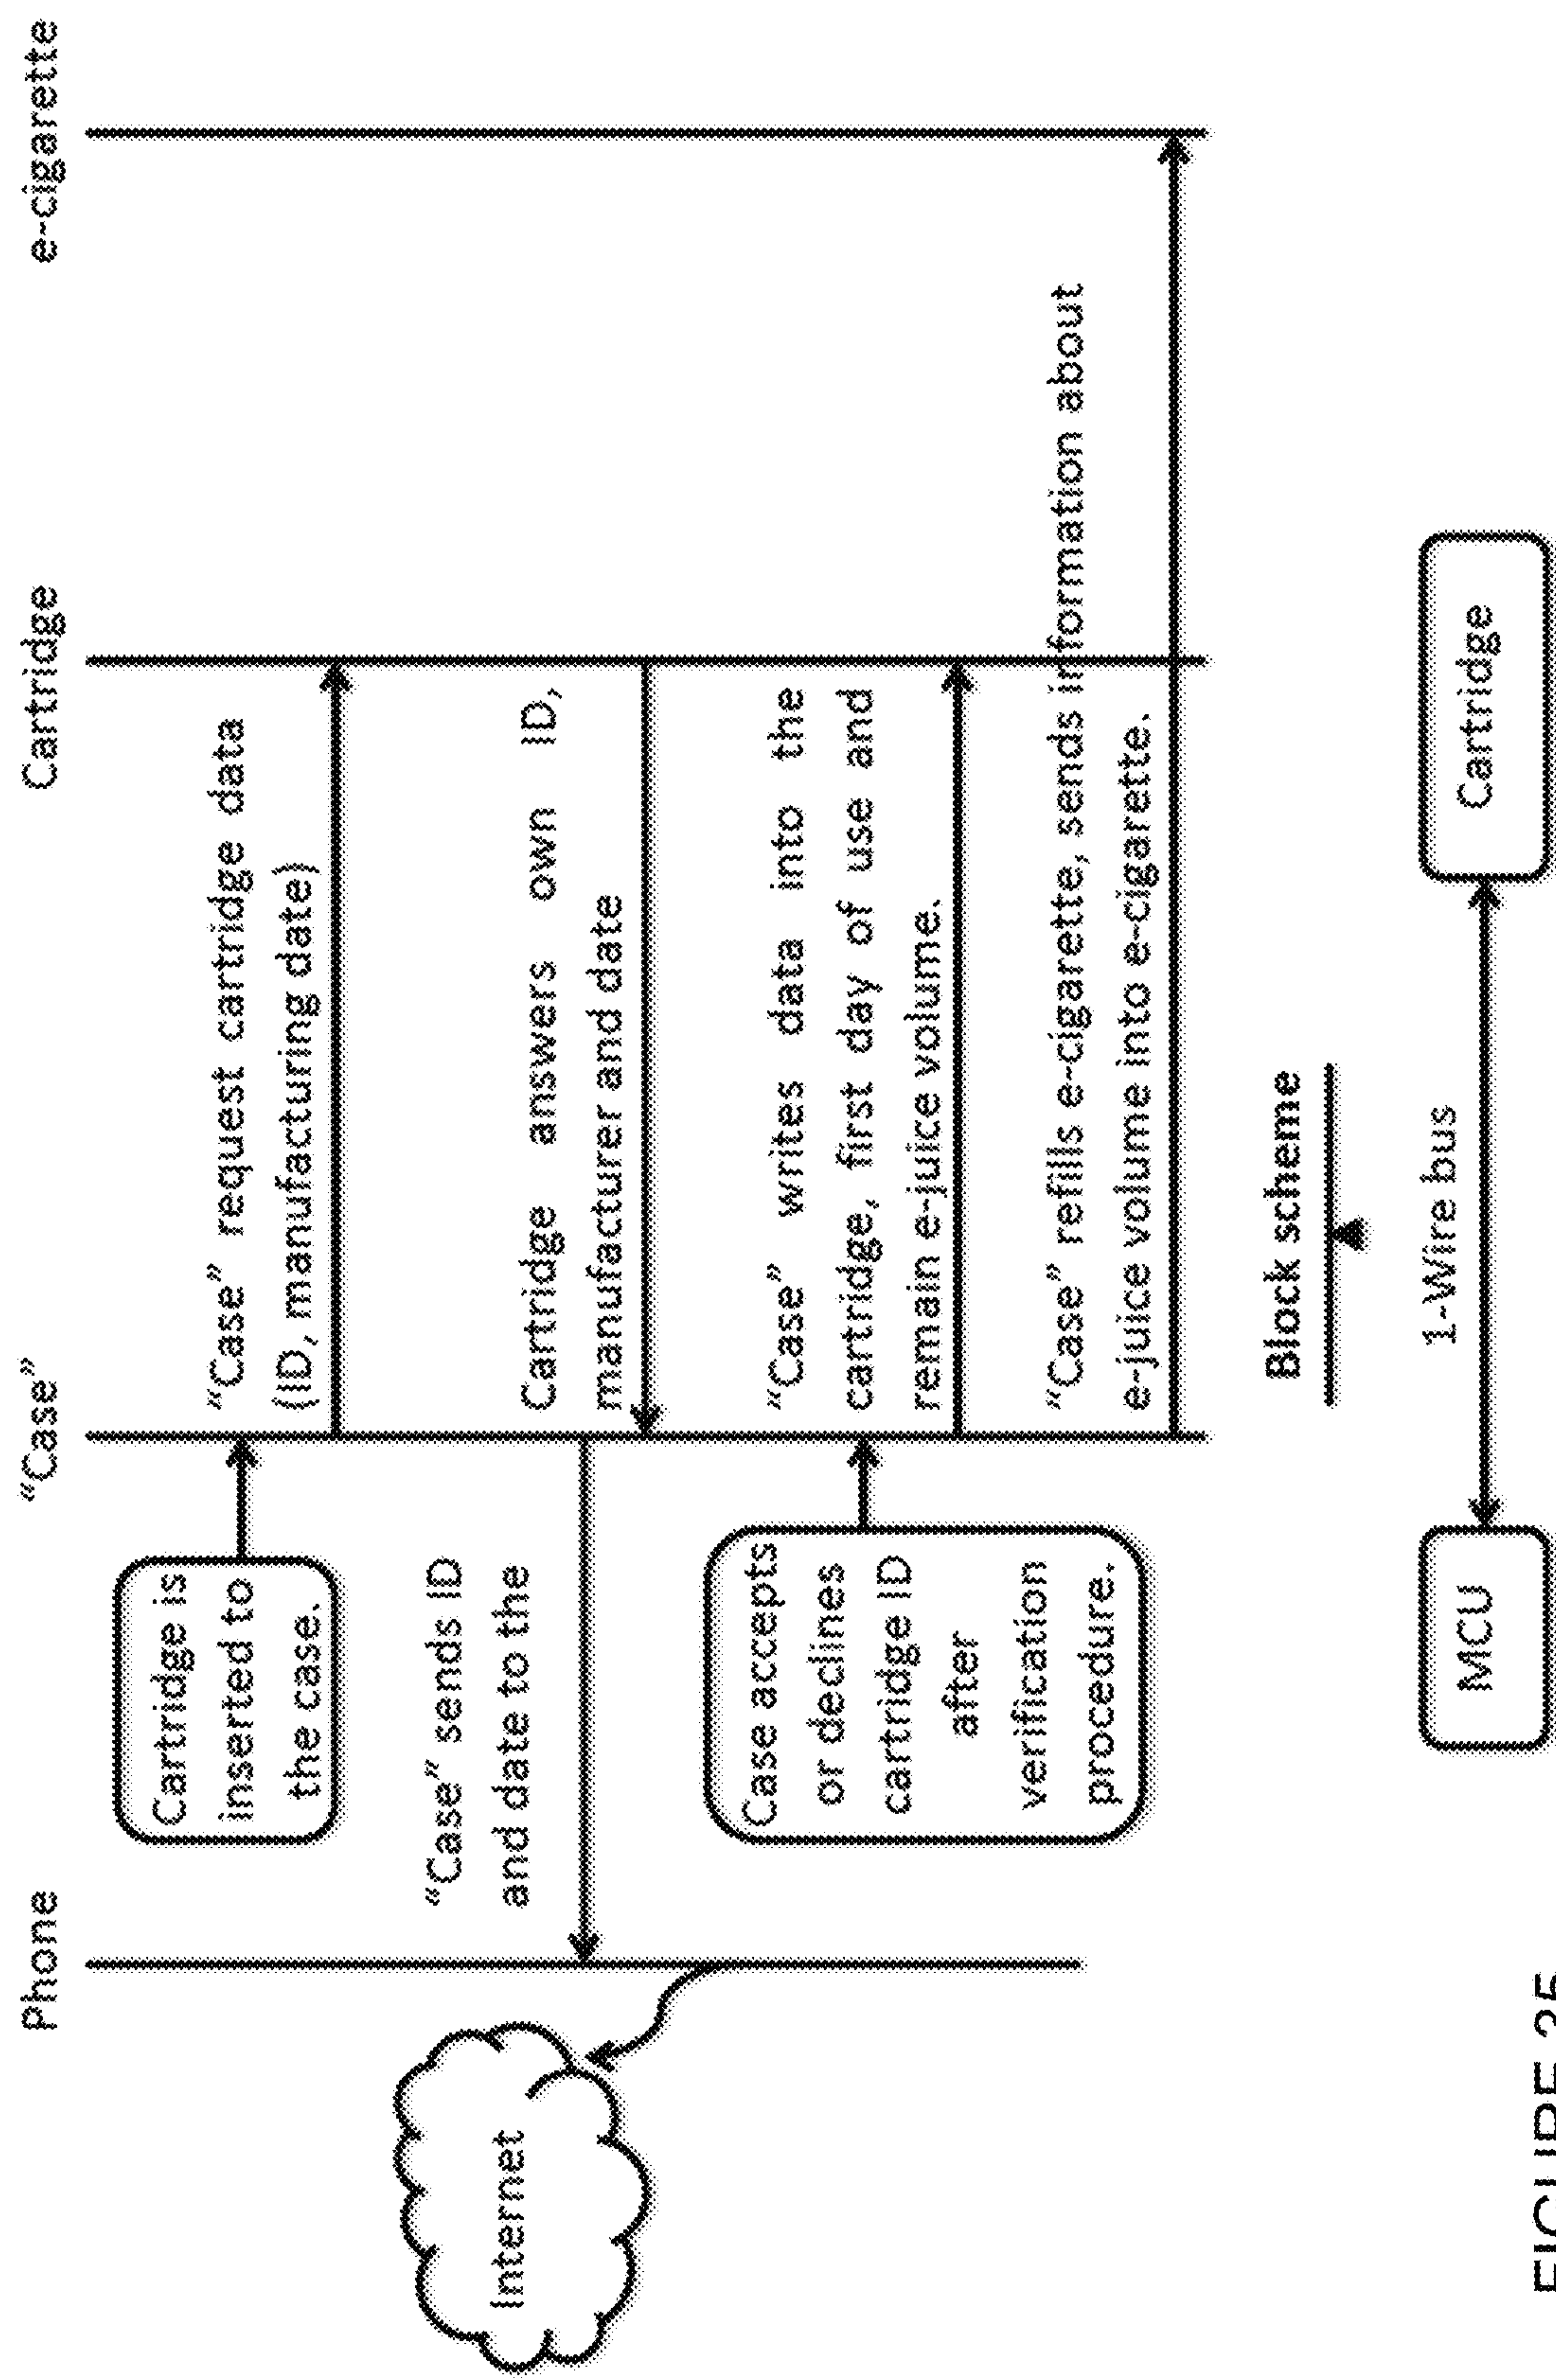 Phone
“Case”
Cartridge
e-cigarette
Cartridge is
inserted to
the case.
“Case” request cartridge data
(ID, manufacturing date)
“Case” sends ID
and date to the
Internet
Cartridge answers own ID,
manufacturer and date
Case accepts
or declines
cartridge ID
after
verification
procedure.
“Case” writes data into the
cartridge, first day of use and
remain e-juice volume.
“Case” refills e-cigarette, sends information about
e-juice volume into e-cigarette.
Block scheme
MCU
1-Wire bus
Cartridge
FIGURE 35